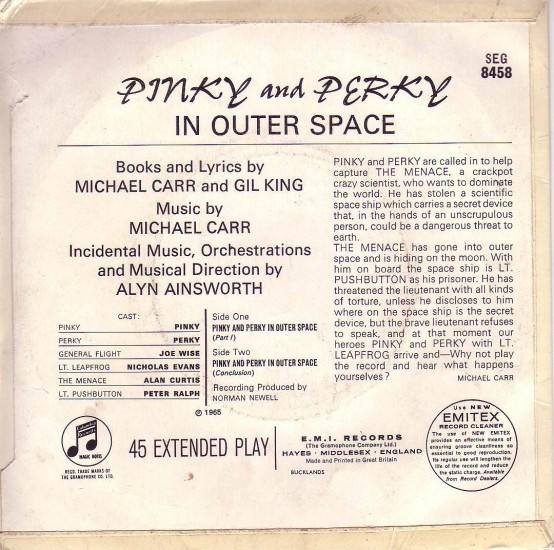 SEG
8458
PINKY and PERKY
IN OUTER SPACE
Books and Lyrics by
MICHAEL CARR and GIL KING
Music by
MICHAEL CARR
Incidental Music, Orchestrations
and Musical Direction by
ALYN AINSWORTH
CAST:
PINKY PINKY
PERKY PERKY
GENERAL FLIGHT JOE WISE
LT. LEAPFROG NICHOLAS EVANS
THE MENACE ALAN CURTIS
LT. PUSHBUTTON PETER RALPH
Side One
PINKY AND PERKY IN OUTER SPACE
(Part I)
Side Two
PINKY AND PERKY IN OUTER SPACE
(Conclusion)
Recording Produced by
NORMAN NEWELL
℗ 1965
PINKY and PERKY are called in to help
capture THE MENACE, a crackpot
crazy scientist, who wants to dominate
the world. He has stolen a scientific
space ship which carries a secret device
that, in the hands of an unscrupulous
person, could be a dangerous threat to
earth.
THE MENACE has gone into outer
space and is hiding on the moon. With
him on board the space ship is LT.
PUSHBUTTON as his prisoner. He has
threatened the lieutenant with all kinds
of torture, unless he discloses to him
where on the space ship is the secret
device, but the brave lieutenant refuses
to speak, and at that moment our
heroes PINKY and PERKY with LT.
LEAPFROG arrive and—Why not play
the record and hear what happens
yourselves ?
MICHAEL CARR
MAGIC NOTES
REGD. TRADE MARK OF
THE GRAMOPHONE CO. LTD.
45 EXTENDED PLAY
E.M.I. RECORDS
(The Gramophone Company Ltd.)
HAYES · MIDDLESEX · ENGLAND
Made and Printed in Great Britain
BUCKLANDS
Use NEW
EMITEX
RECORD CLEANER
The use of NEW EMITEX
provides an effective means of
ensuring groove cleanliness so
essential to good reproduction.
Its regular use will lengthen the
life of the record and reduce
the static charge. Available
from Record Dealers.